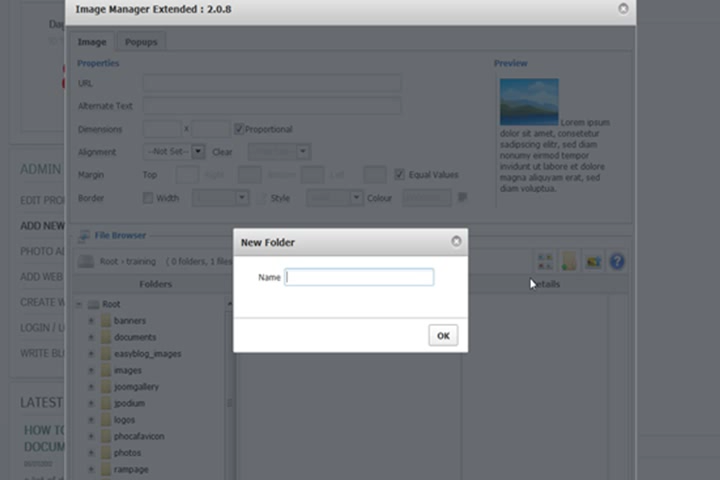 Image Manager Extended : 2.0.8
Image
Popups
Properties
Preview
URL
Alternate Text
Dimensions x Proportional
Alignment --Not Set-- Clear
Margin Top Right Bottom Left Equal Values
Border Width Style Colour
Lorem ipsum
dolor sit amet, consetetur
sadipscing elitr, sed diam
nonumy eirmod tempor
invidunt ut labore et dolore
magna aliquyam erat, sed
diam voluptua.
File Browser
Root › training ( 0 folders, 1 files
Folders
Details
Root
banners
documents
easyblog_images
images
joomgallery
jpodium
logos
phocafavicon
photos
rampage
New Folder
Name
OK
ADMIN
EDIT
ADD NEW
PHOTO
ADD WEB
CREATE
LOGIN /
WRITE
LATEST
HOW TO